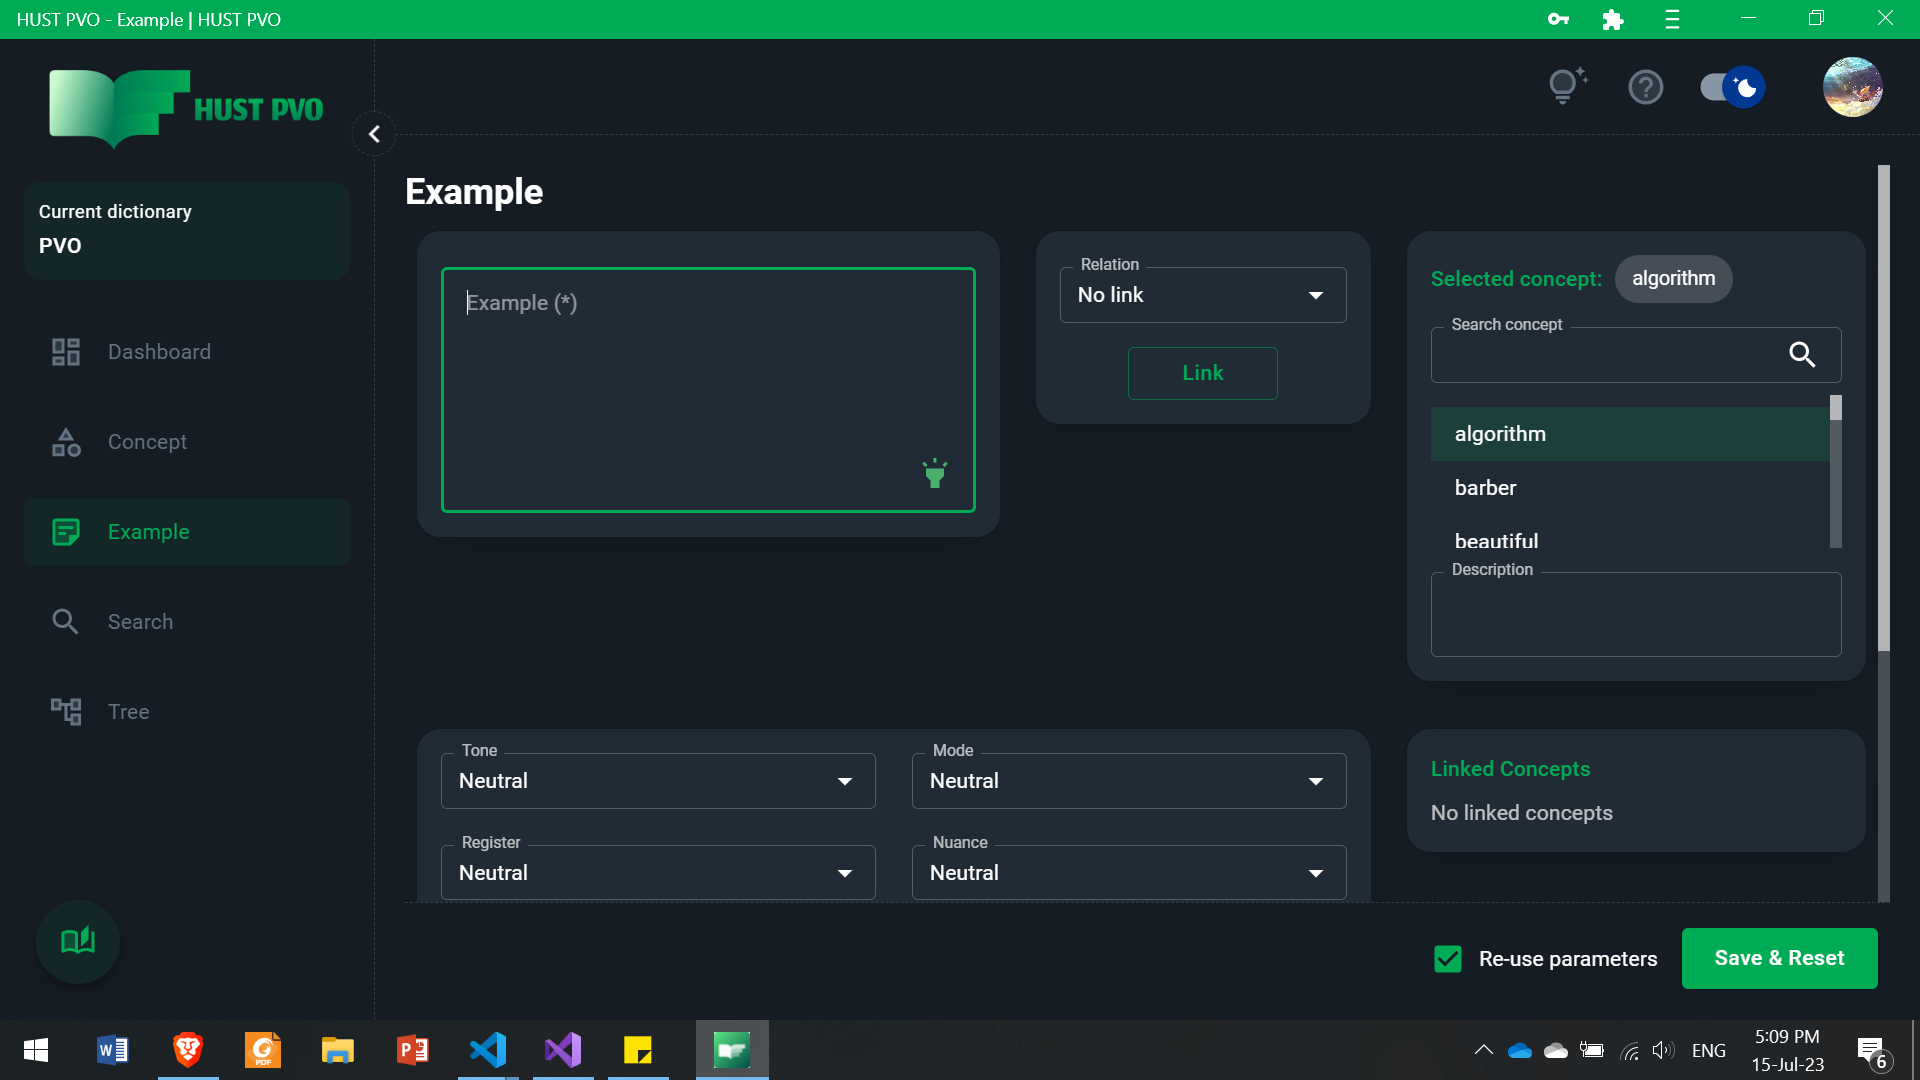 HUST PVO - Example | HUST PVO
HUST PVO
Current dictionary
PVO
Dashboard
Concept
Example
Search
Tree
Example
Example (*)
Relation
No link
Link
Selected concept: algorithm
Search concept
algorithm
barber
beautiful
Description
Tone
Neutral
Mode
Neutral
Register
Neutral
Nuance
Neutral
Linked Concepts
No linked concepts
Re-use parameters
Save & Reset
W
PDF
P
ENG
5:09 PM
15-Jul-23
6